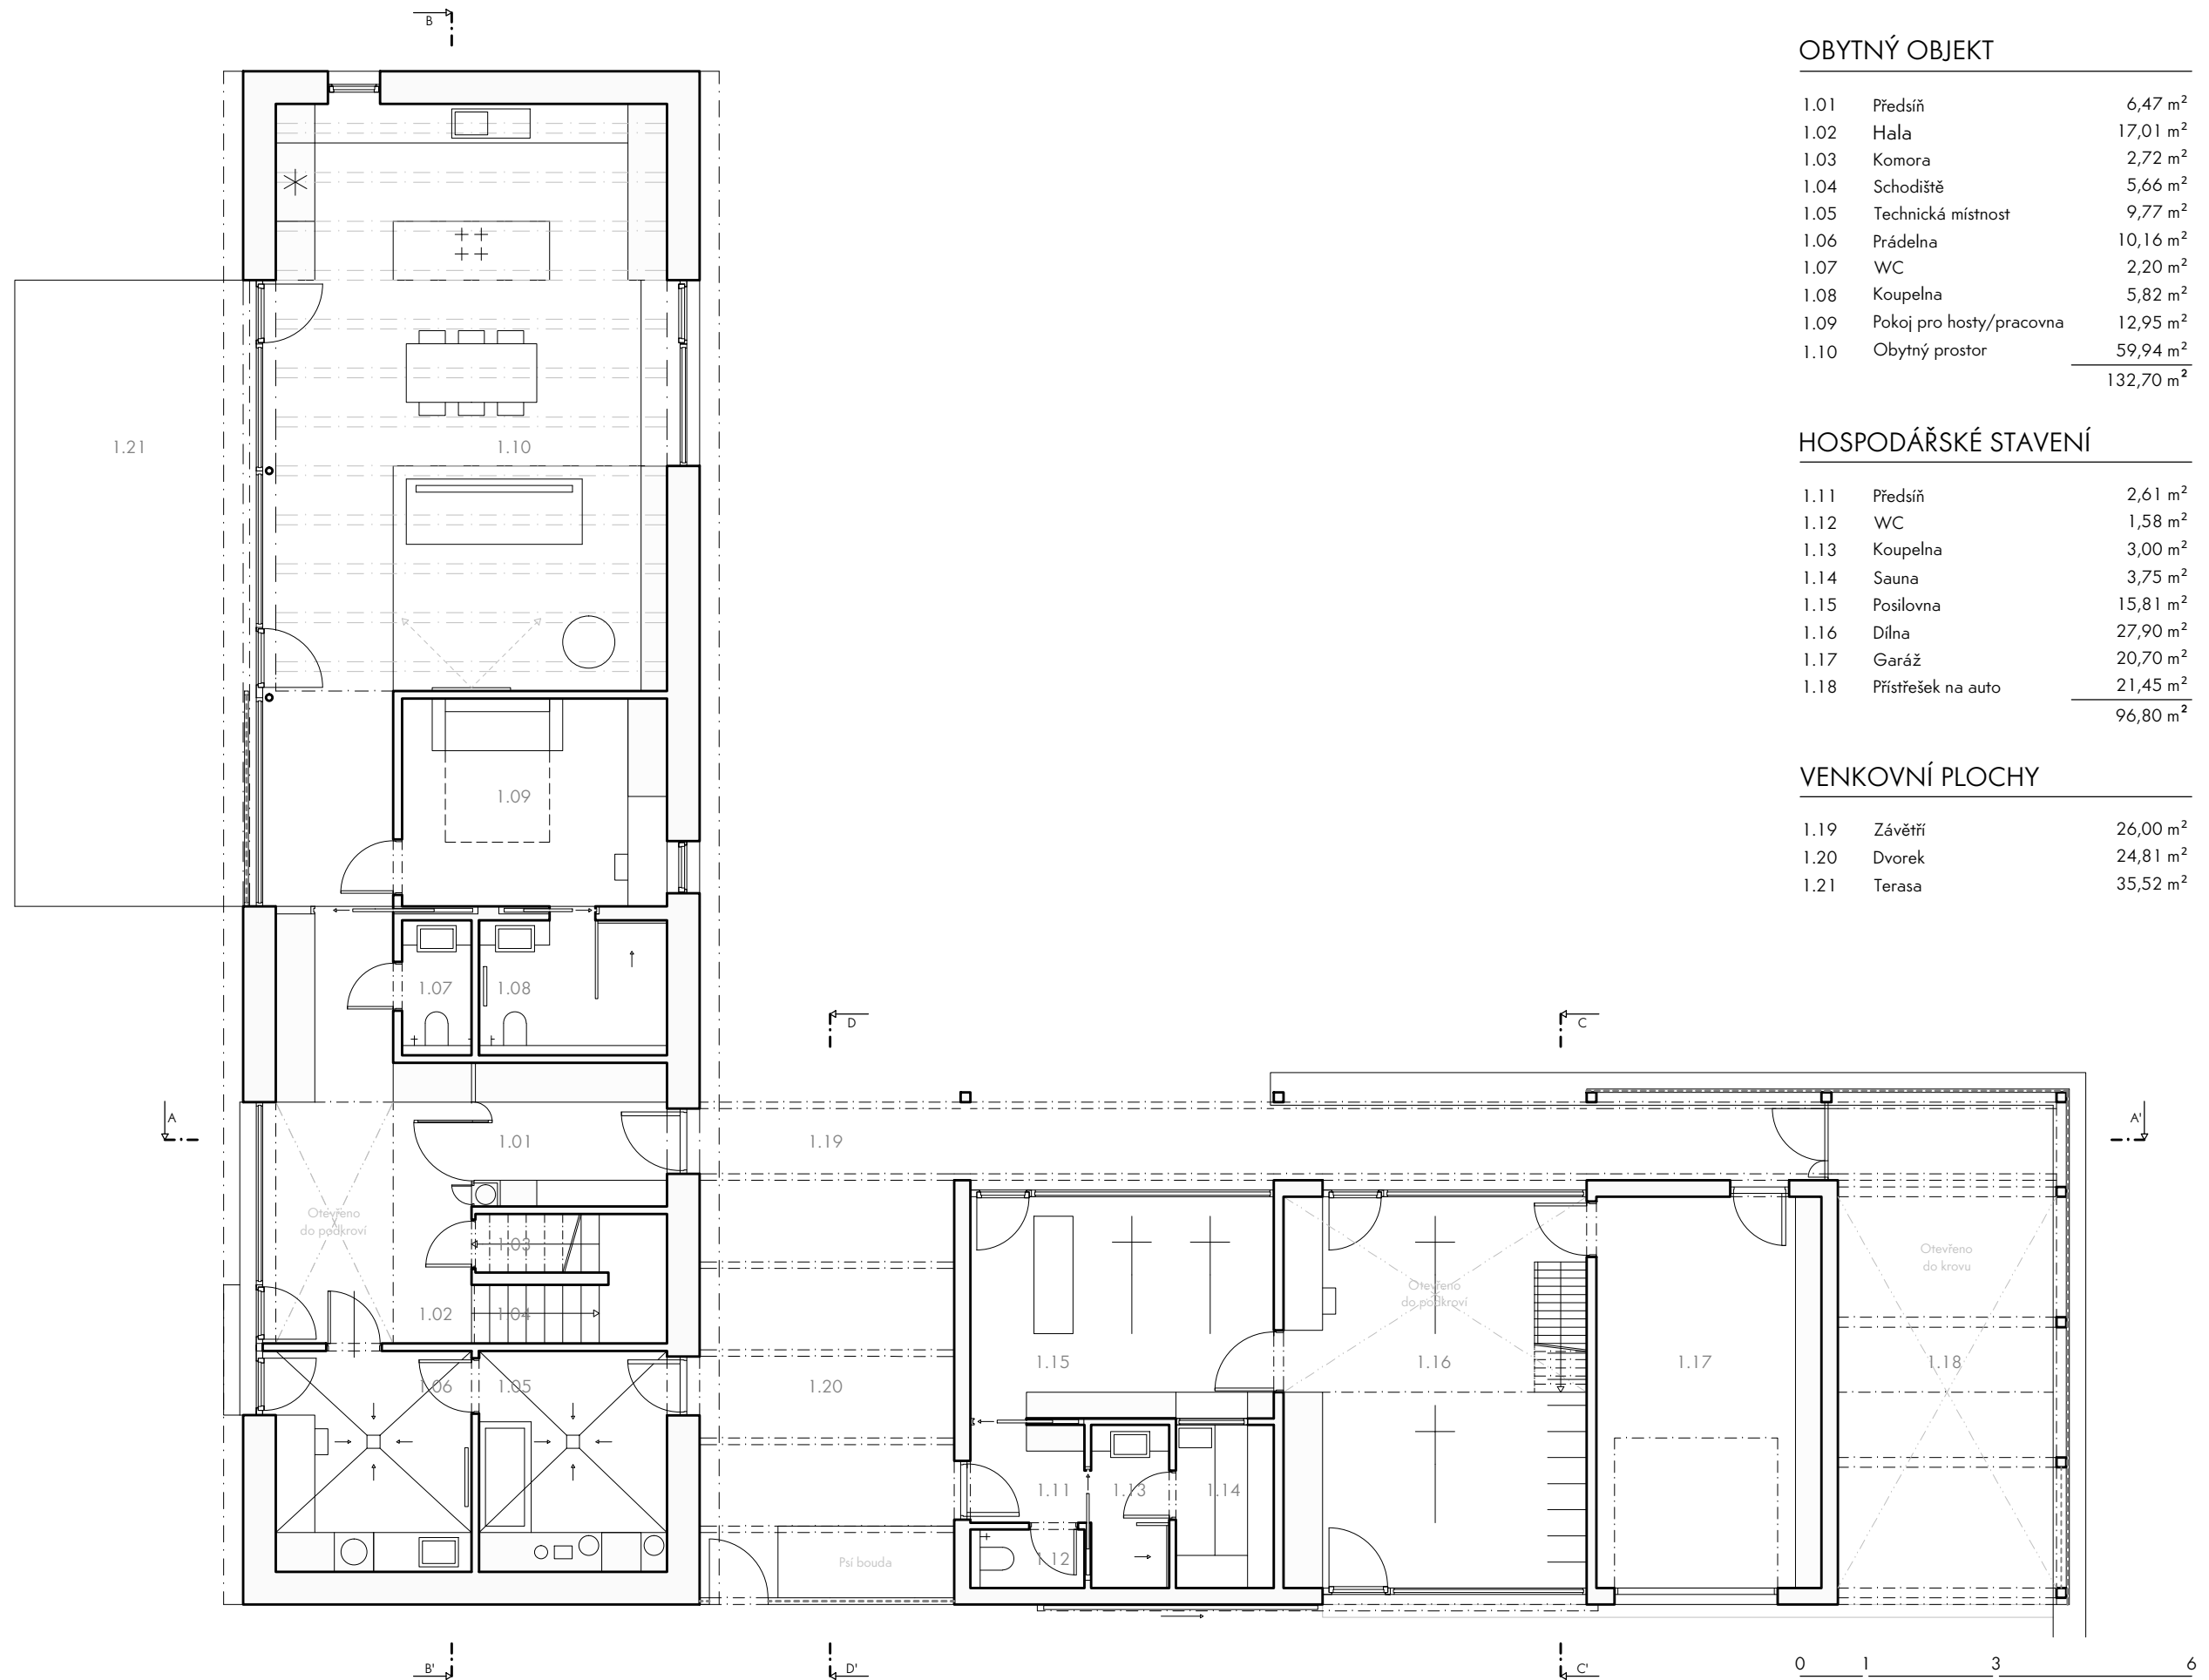 B
OBYTNÝ OBJEKT
1.01 Předsíň 6,47 m²
1.02 Hala 17,01 m²
1.03 Komora 2,72 m²
1.04 Schodiště 5,66 m²
1.05 Technická místnost 9,77 m²
1.06 Prádelna 10,16 m²
1.07 WC 2,20 m²
1.08 Koupelna 5,82 m²
1.09 Pokoj pro hosty/pracovna 12,95 m²
1.10 Obytný prostor 59,94 m²
132,70 m²
HOSPODÁŘSKÉ STAVENÍ
1.11 Předsíň 2,61 m²
1.12 WC 1,58 m²
1.13 Koupelna 3,00 m²
1.14 Sauna 3,75 m²
1.15 Posilovna 15,81 m²
1.16 Dílna 27,90 m²
1.17 Garáž 20,70 m²
1.18 Přístřešek na auto 21,45 m²
96,80 m²
VENKOVNÍ PLOCHY
1.19 Závětří 26,00 m²
1.20 Dvorek 24,81 m²
1.21 Terasa 35,52 m²
1.21
1.10
1.09
1.07
1.08
D
C
A
1.01
1.19
A'
Otevřeno
do podkroví
1.03
Otevřeno
do krovu
Otevřeno
do podkroví
1.02
1.04
1.15
1.16
1.17
1.18
1.06
1.05
1.20
1.11
1.13
1.14
Psí bouda
1.12
B'
D'
C'
0 1 3 6